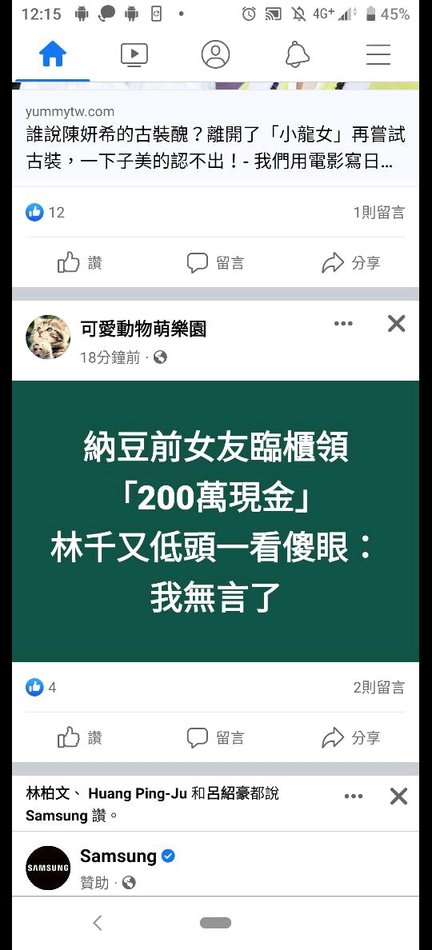 12:15
4G+
45%
yummytw.com
誰說陳妍希的古裝醜？離開了「小龍女」再嘗試
古裝，一下子美的認不出！- 我們用電影寫日...
12
1則留言
讚
留言
分享
可愛動物萌樂園
18分鐘前 ·
納豆前女友臨櫃領
「200萬現金」
林千又低頭一看傻眼：
我無言了
4
2則留言
讚
留言
分享
林柏文、 Huang Ping-Ju 和呂紹豪都說
Samsung 讚。
SAMSUNG
Samsung
贊助 ·